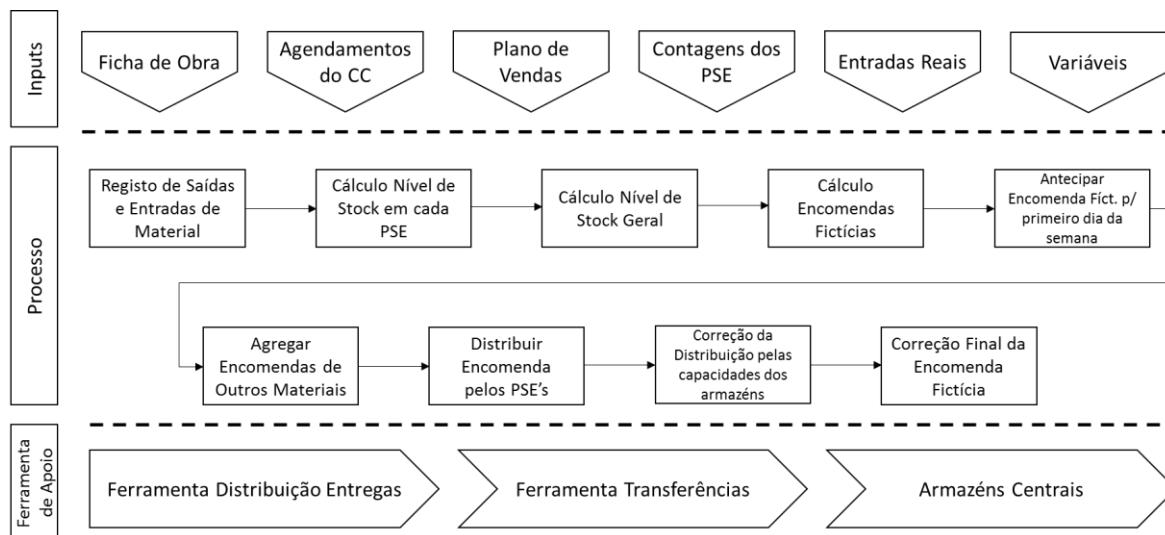 Inputs
Ficha de Obra
Agendamentos
do CC
Plano de
Vendas
Contagens dos
PSE
Entradas Reais
Variáveis
Processo
Registo de Saídas
e Entradas de
Material
Cálculo Nível de
Stock em cada
PSE
Cálculo Nível de
Stock Geral
Cálculo
Encomendas
Fictícias
Antecipar
Encomenda Fíct. p/
primeiro dia da
semana
Agregar
Encomendas de
Outros Materiais
Distribuir
Encomenda
pelos PSE's
Correção da
Distribuição pelas
capacidades dos
armazéns
Correção Final da
Encomenda
Fictícia
Ferramenta
de Apoio
Ferramenta Distribuição Entregas
Ferramenta Transferências
Armazéns Centrais